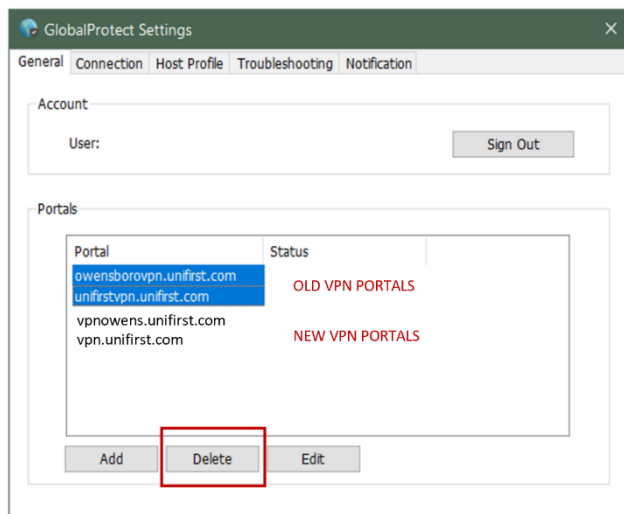 GlobalProtect Settings
General Connection Host Profile Troubleshooting Notification
Account
User: Sign Out
Portals
Portal Status
owensborovpn.unifirst.com
unifirstvpn.unifirst.com
OLD VPN PORTALS
vpnowens.unifirst.com
vpn.unifirst.com
NEW VPN PORTALS
Add Delete Edit